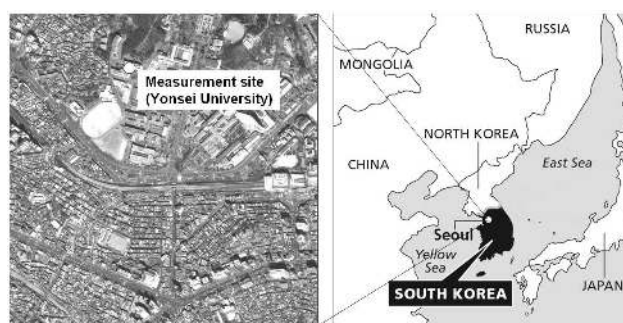 Measurement site
(Yonsei University)
RUSSIA
MONGOLIA
NORTH KOREA
CHINA
East Sea
Seoul
Yellow
Sea
SOUTH KOREA
JAPAN